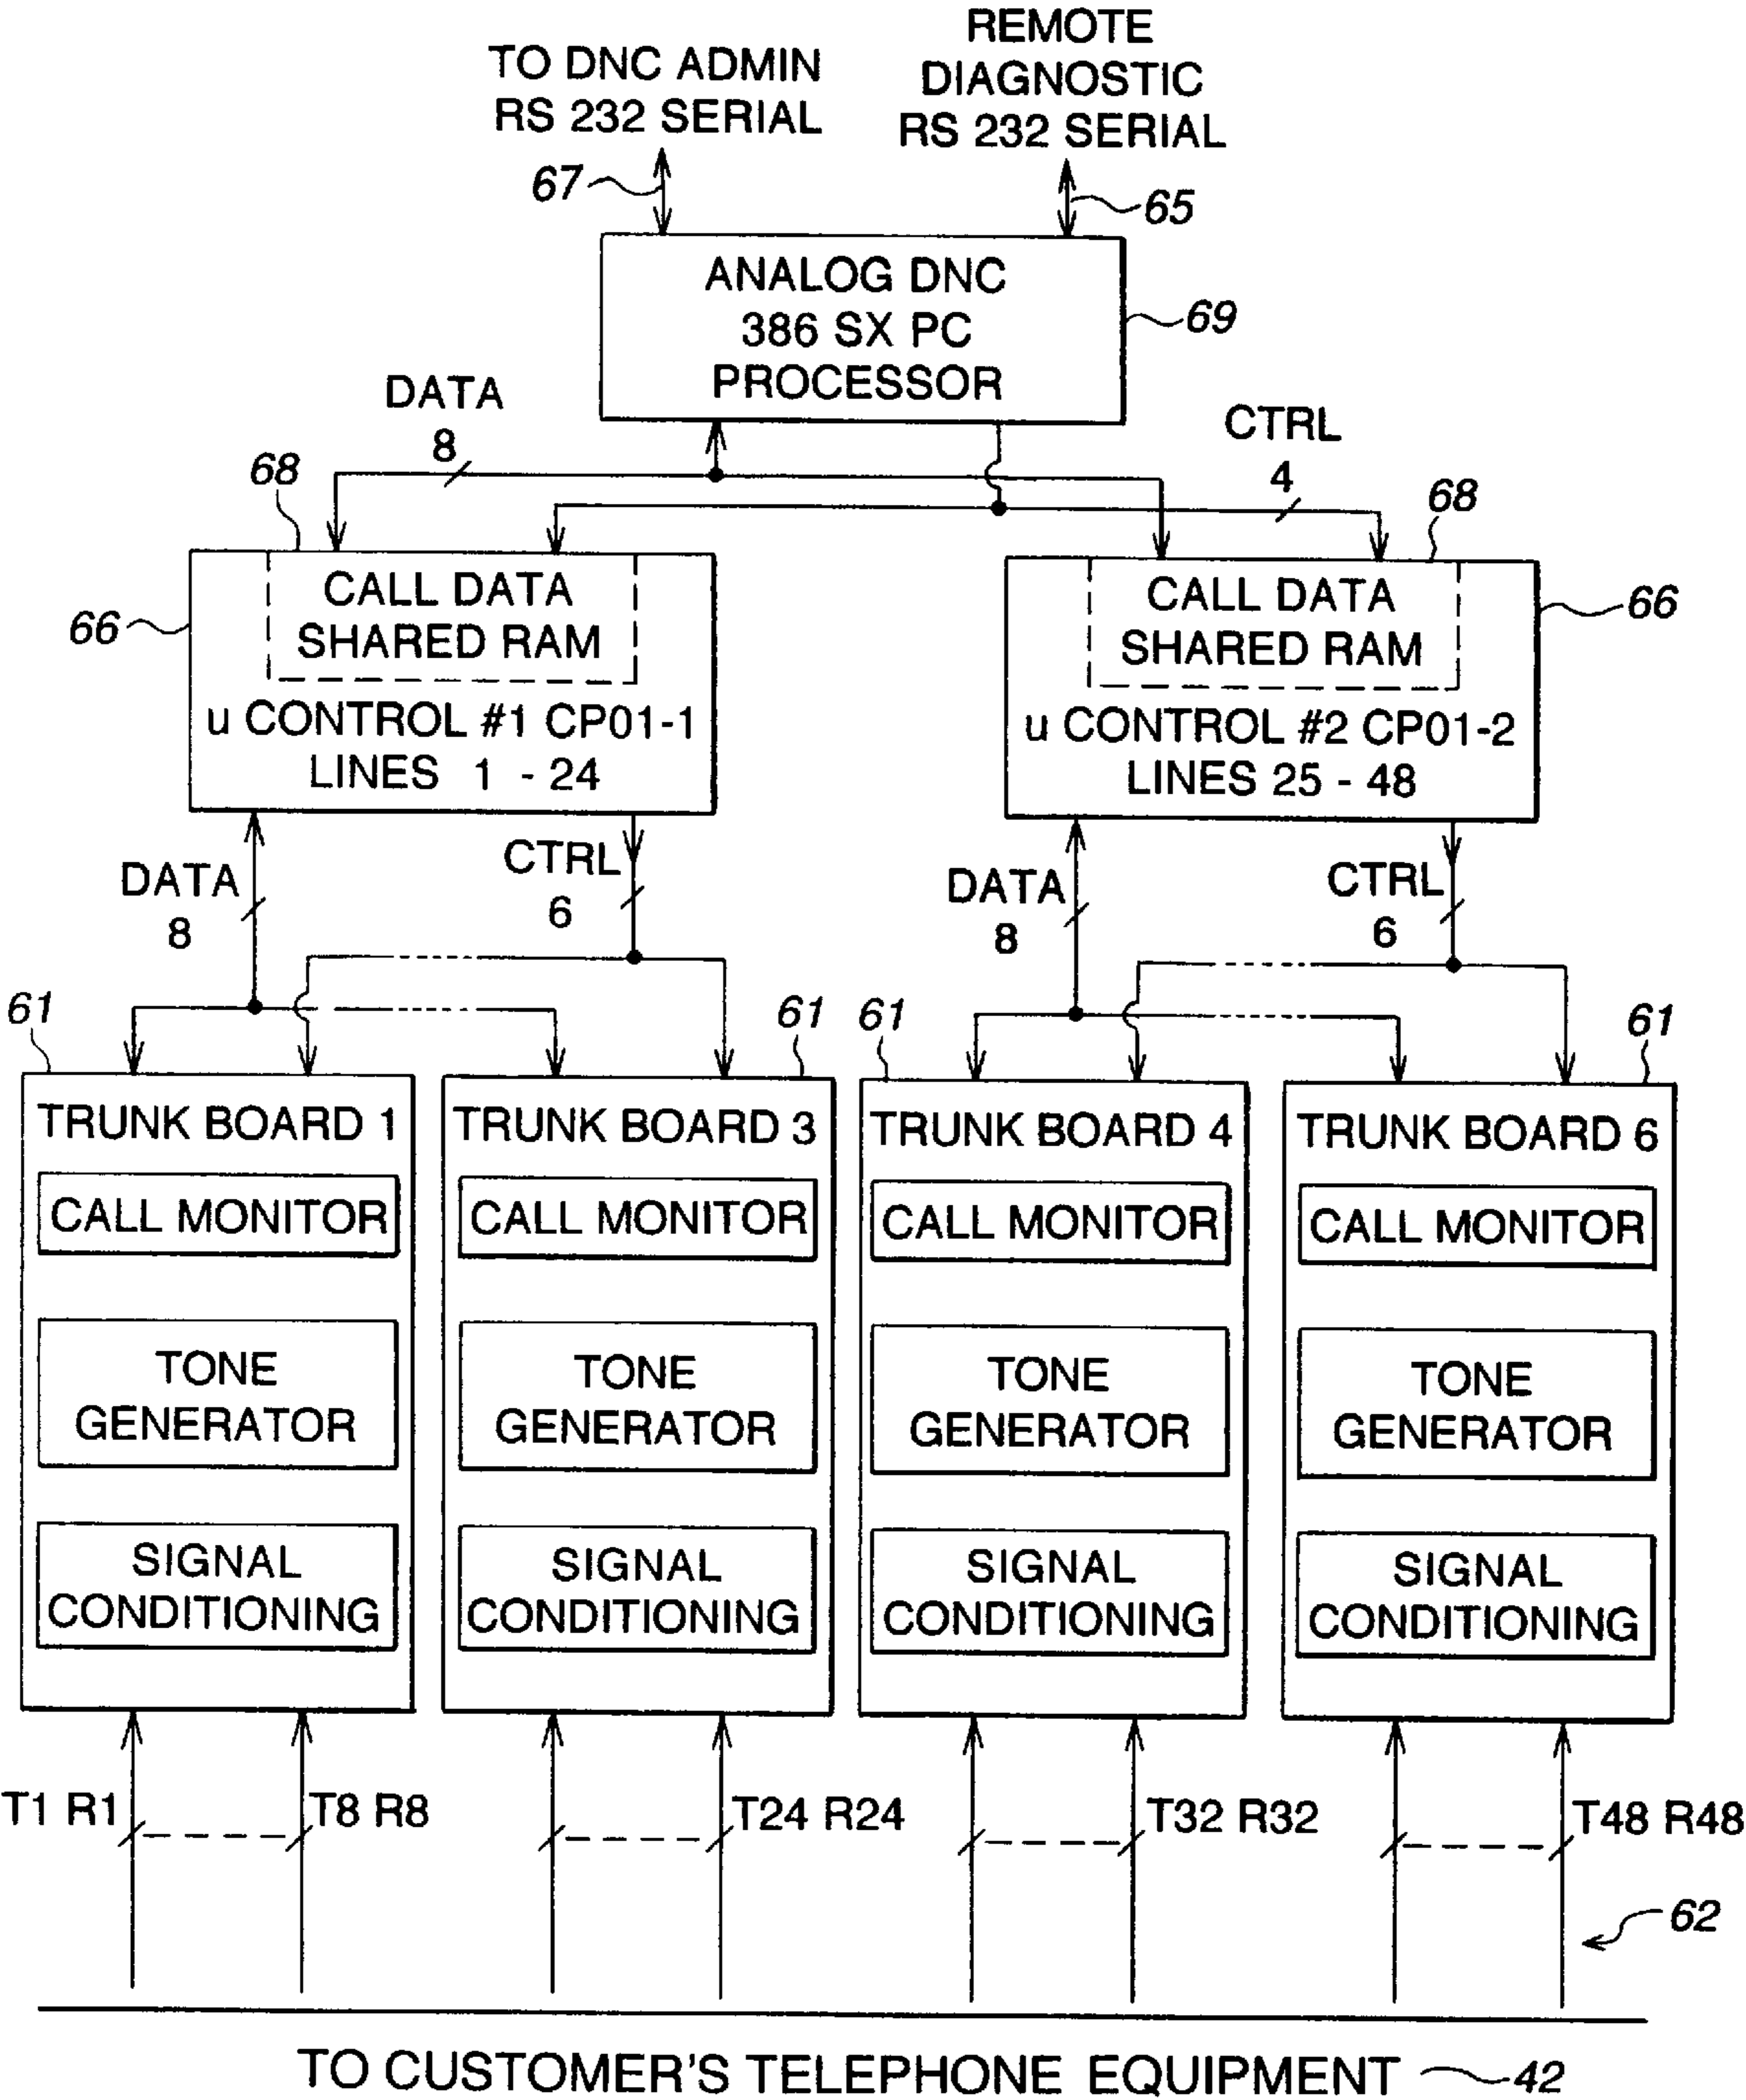 TO DNC ADMIN
RS 232 SERIAL
REMOTE
DIAGNOSTIC
RS 232 SERIAL
67
65
ANALOG DNC
386 SX PC
PROCESSOR
69
DATA
8
CTRL
4
68
68
CALL DATA
SHARED RAM
u CONTROL #1 CP01-1
LINES 1 - 24
66
CALL DATA
SHARED RAM
u CONTROL #2 CP01-2
LINES 25 - 48
66
DATA
8
CTRL
6
DATA
8
CTRL
6
61
61
61
61
TRUNK BOARD 1
CALL MONITOR
TONE
GENERATOR
SIGNAL
CONDITIONING
TRUNK BOARD 3
CALL MONITOR
TONE
GENERATOR
SIGNAL
CONDITIONING
TRUNK BOARD 4
CALL MONITOR
TONE
GENERATOR
SIGNAL
CONDITIONING
TRUNK BOARD 6
CALL MONITOR
TONE
GENERATOR
SIGNAL
CONDITIONING
T1 R1
T8 R8
T24 R24
T32 R32
T48 R48
62
TO CUSTOMER'S TELEPHONE EQUIPMENT
42